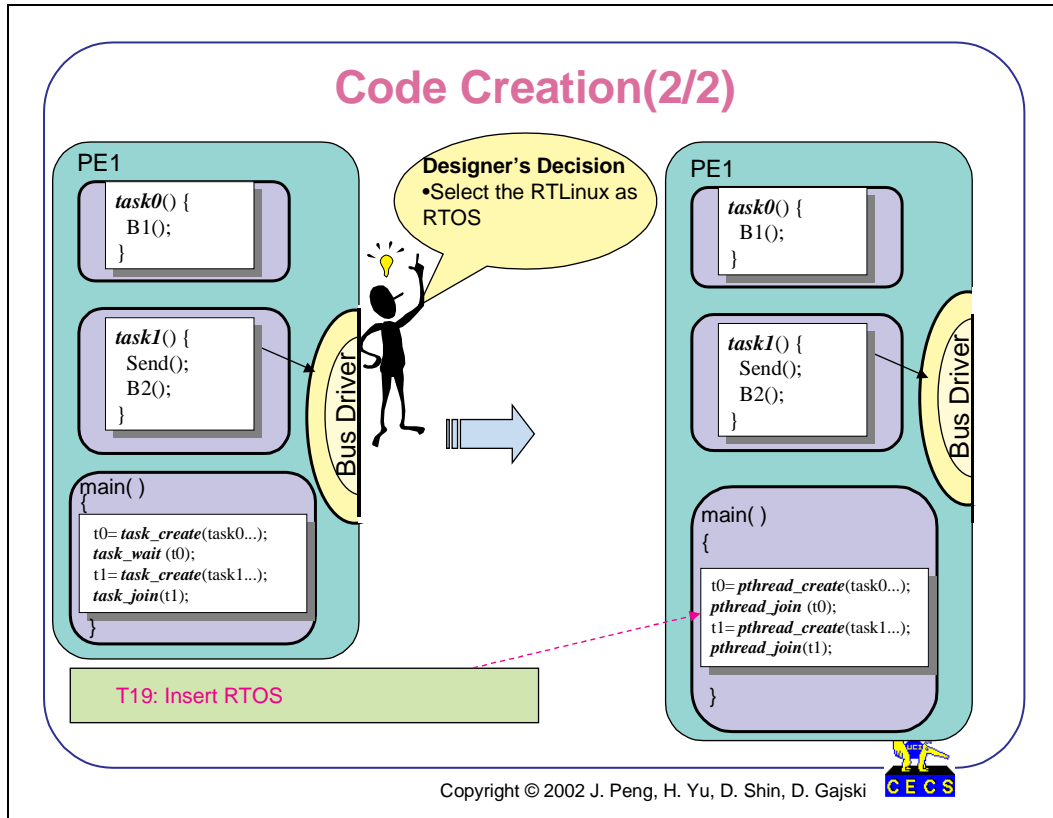 Code Creation(2/2)
PE1
task0() {
B1();
}
task1() {
Send();
B2();
}
Bus Driver
main( )
{
t0= task_create(task0...);
task_wait (t0);
t1= task_create(task1...);
task_join(t1);
}
Designer's Decision
•Select the RTLinux as
RTOS
PE1
task0() {
B1();
}
task1() {
Send();
B2();
}
Bus Driver
main( )
{
t0= pthread_create(task0...);
pthread_join (t0);
t1= pthread_create(task1...);
pthread_join(t1);
}
T19: Insert RTOS
UCI
CECS
Copyright © 2002 J. Peng, H. Yu, D. Shin, D. Gajski